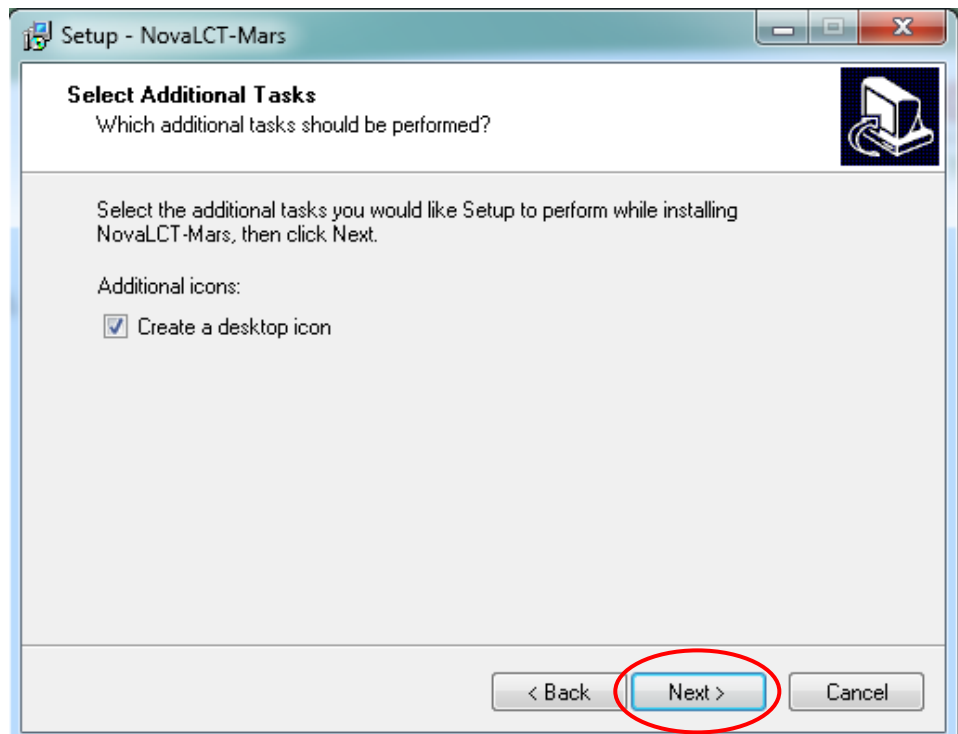 Setup - NovaLCT-Mars
Select Additional Tasks
Which additional tasks should be performed?
Select the additional tasks you would like Setup to perform while installing
NovaLCT-Mars, then click Next.
Additional icons:
Create a desktop icon
< Back Next > Cancel